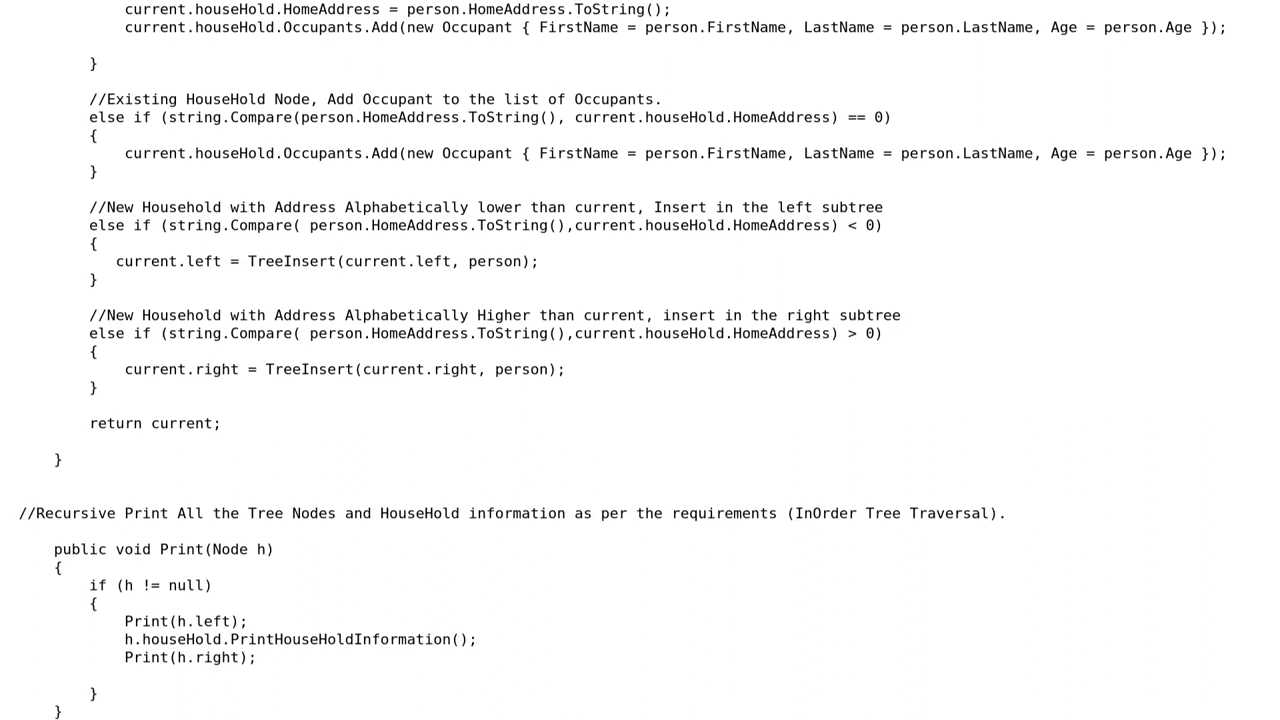 current.houseHold.HomeAddress = person.HomeAddress.ToString();
current.houseHold.Occupants.Add(new Occupant { FirstName = person.FirstName, LastName = person.LastName, Age = person.Age });
}
//Existing HouseHold Node, Add Occupant to the list of Occupants.
else if (string.Compare(person.HomeAddress.ToString(), current.houseHold.HomeAddress) == 0)
{
current.houseHold.Occupants.Add(new Occupant { FirstName = person.FirstName, LastName = person.LastName, Age = person.Age });
}
//New Household with Address Alphabetically lower than current, Insert in the left subtree
else if (string.Compare( person.HomeAddress.ToString(),current.houseHold.HomeAddress) < 0)
{
current.left = TreeInsert(current.left, person);
}
//New Household with Address Alphabetically Higher than current, insert in the right subtree
else if (string.Compare( person.HomeAddress.ToString(),current.houseHold.HomeAddress) > 0)
{
current.right = TreeInsert(current.right, person);
}
return current;
}
//Recursive Print All the Tree Nodes and HouseHold information as per the requirements (InOrder Tree Traversal).
public void Print(Node h)
{
if (h != null)
{
Print(h.left);
h.houseHold.PrintHouseHoldInformation();
Print(h.right);
}
}